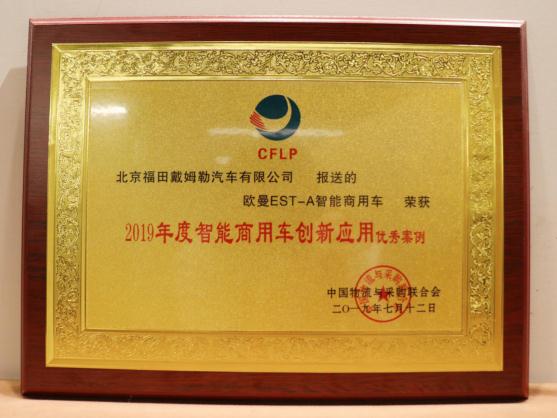 CFLP
北京福田戴姆勒汽车有限公司 报送的
欧曼EST-A智能商用车 荣获
2019年度智能商用车创新应用优秀案例
中国物流与采购联合会
二〇一九年七月十二日